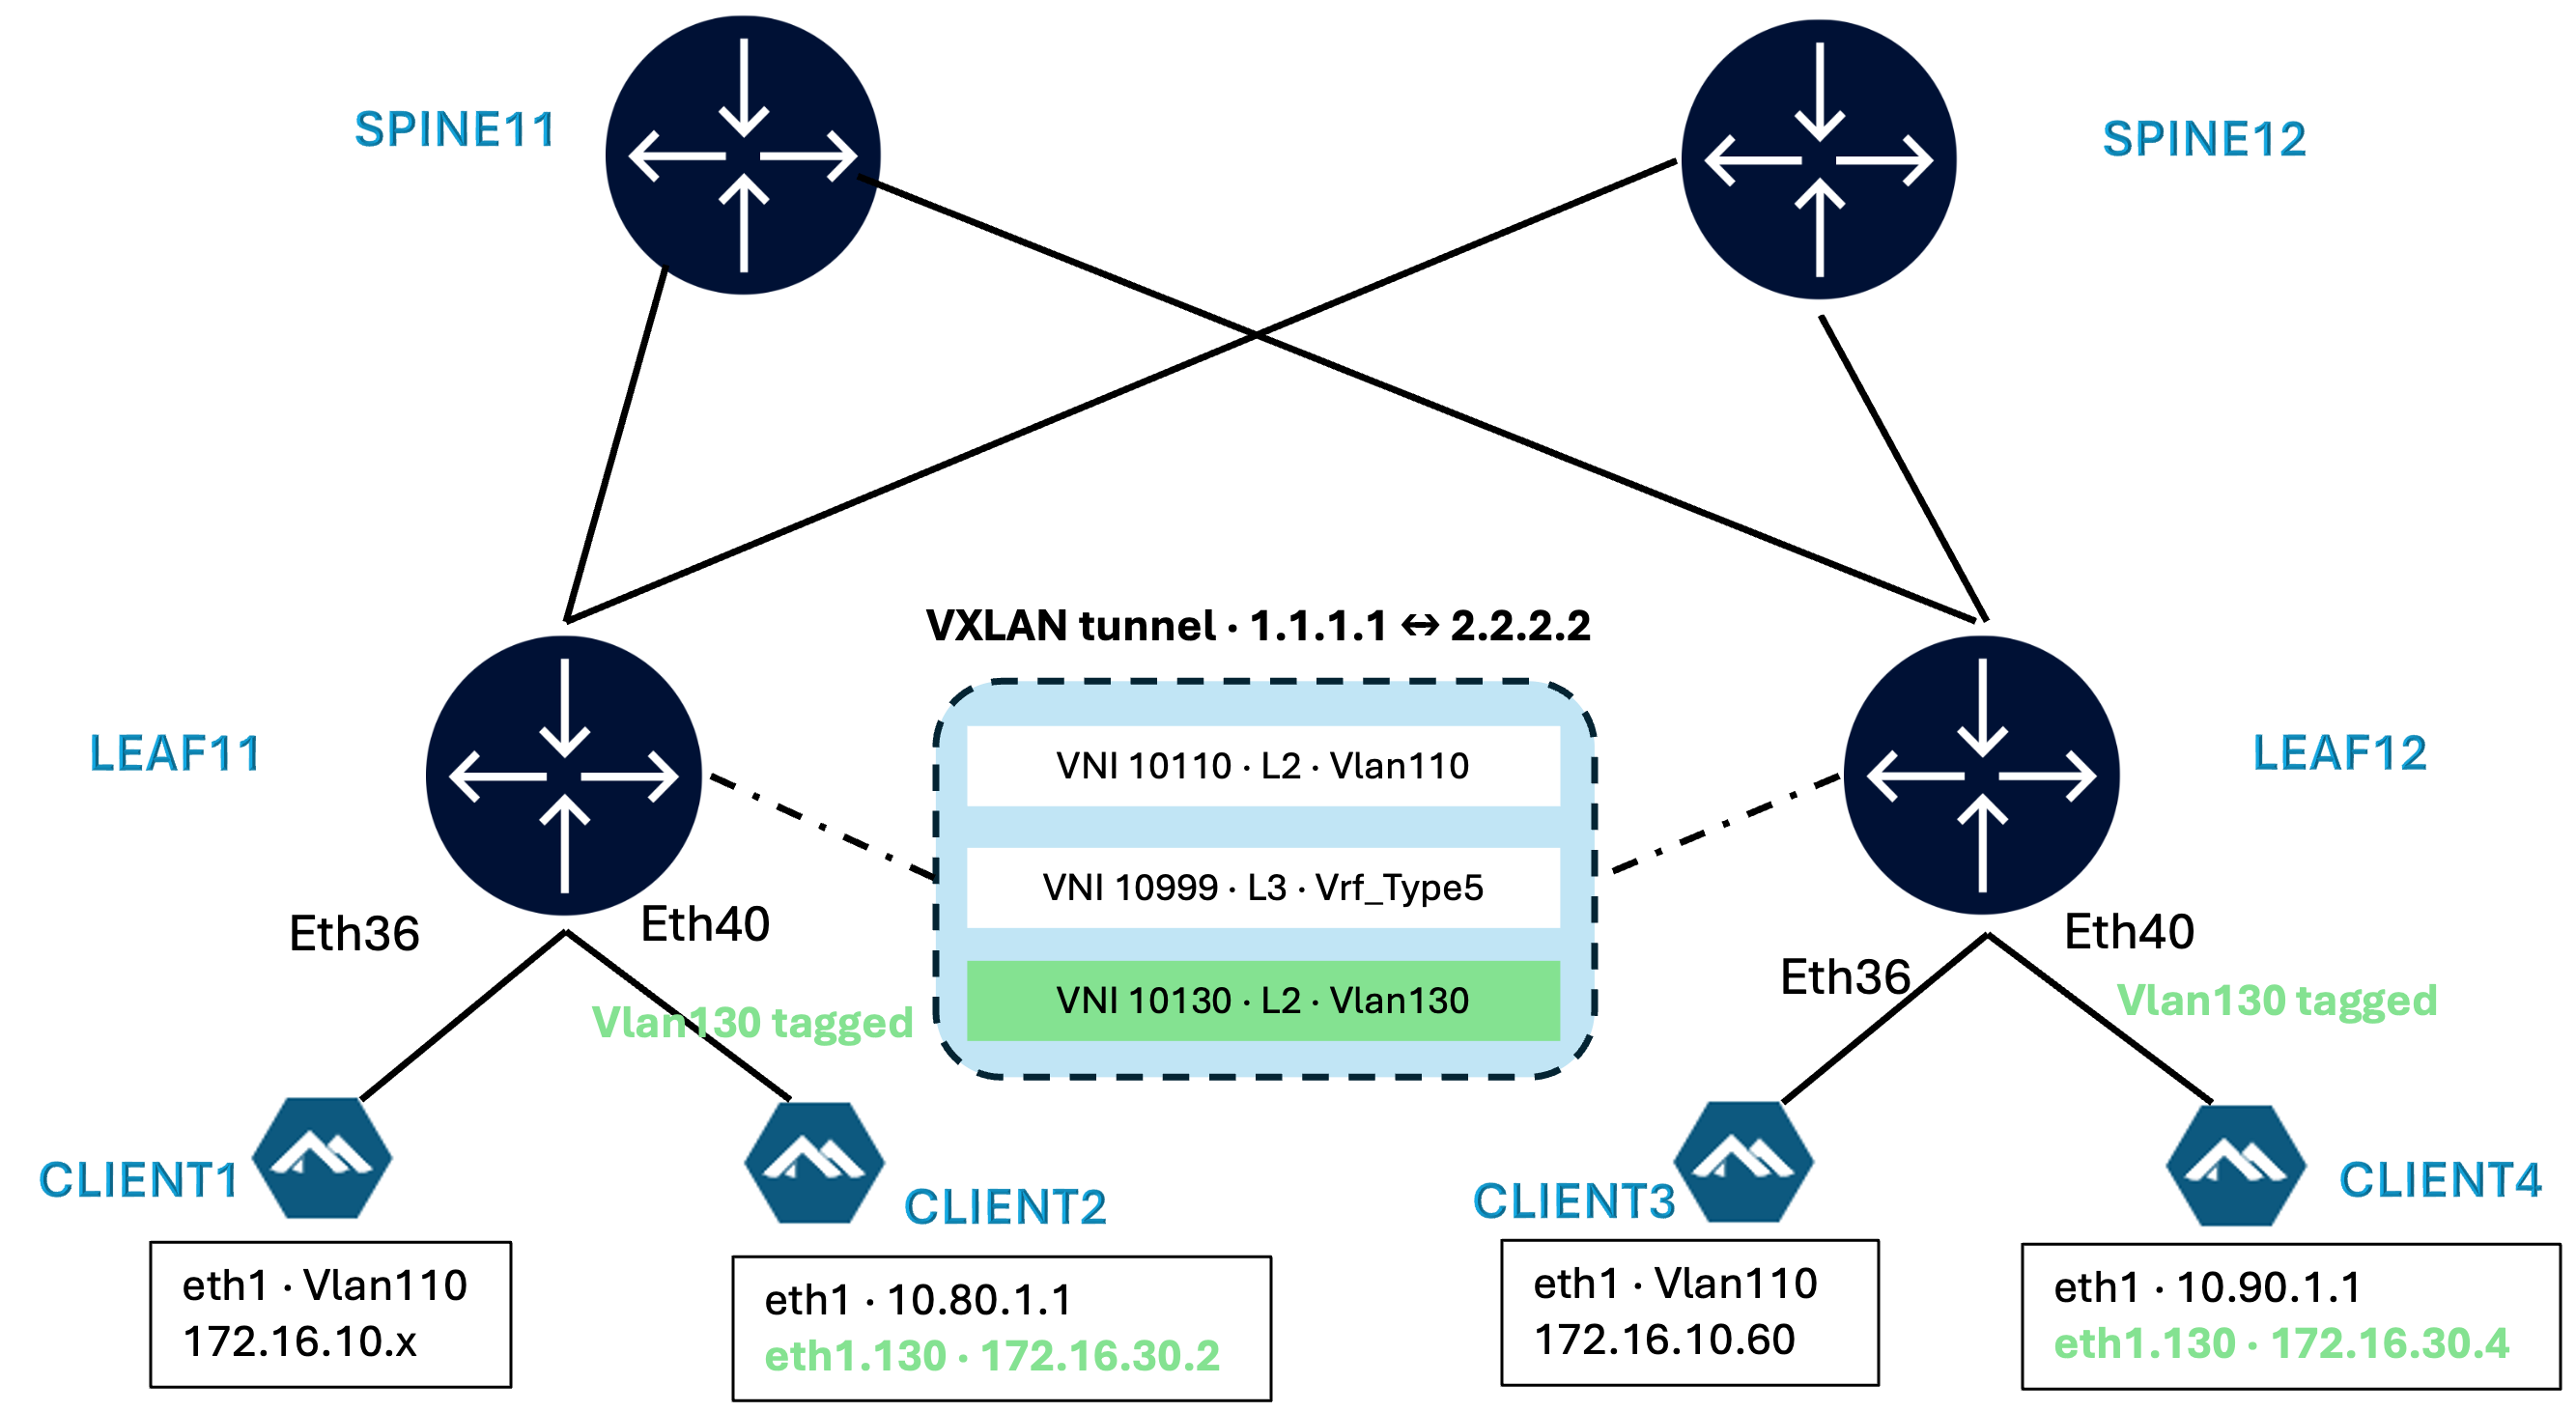 SPINE11
SPINE12
VXLAN tunnel · 1.1.1.1 ↔ 2.2.2.2
LEAF11
VNI 10110 · L2 · Vlan110
LEAF12
VNI 10999 · L3 · Vrf_Type5
Eth36
Eth40
Eth36
Eth40
Vlan130 tagged
VNI 10130 · L2 · Vlan130
Vlan130 tagged
CLIENT1
CLIENT2
CLIENT3
CLIENT4
eth1 · Vlan110
172.16.10.x
eth1 · 10.80.1.1
eth1.130 · 172.16.30.2
eth1 · Vlan110
172.16.10.60
eth1 · 10.90.1.1
eth1.130 · 172.16.30.4